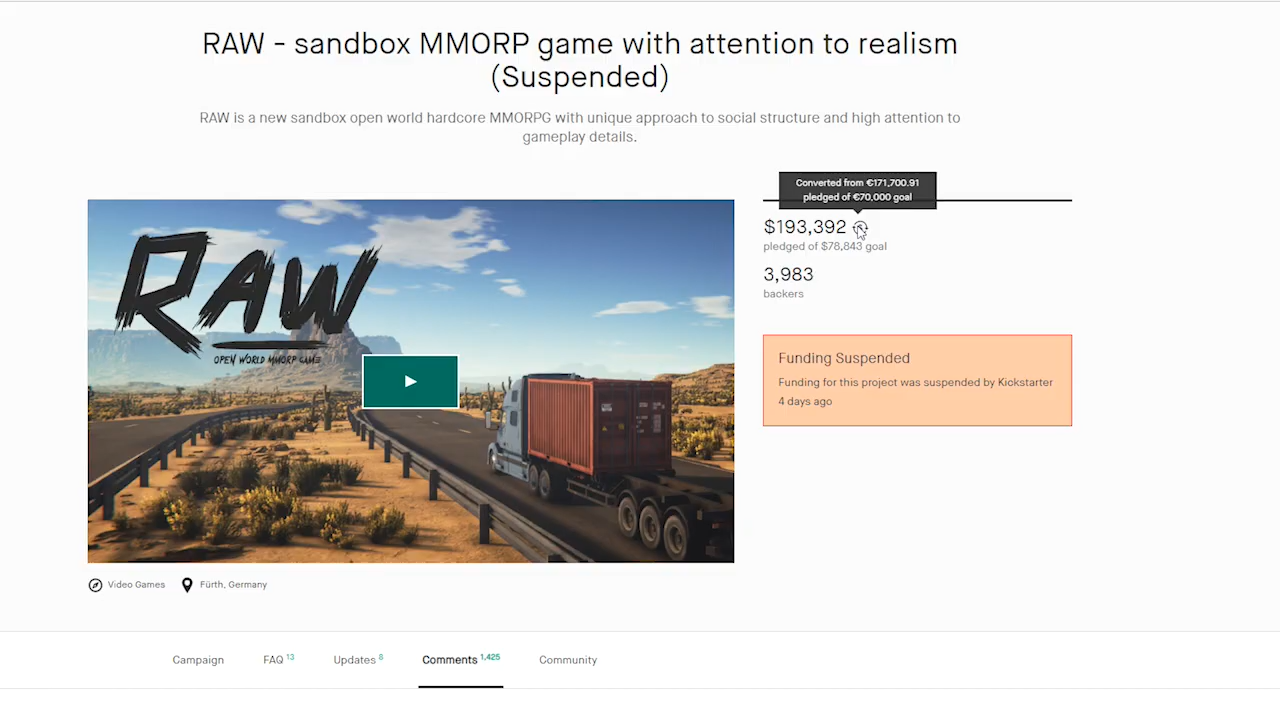 RAW - sandbox MMORP game with attention to realism
(Suspended)
RAW is a new sandbox open world hardcore MMORPG with unique approach to social structure and high attention to
gameplay details.
Converted from €171,700.91
pledged of €70,000 goal
$193,392
pledged of $78,843 goal
3,983
backers
Funding Suspended
Funding for this project was suspended by Kickstarter
4 days ago
RAW
OPEN WORLD MMORP GAME
Video Games
Fürth, Germany
Campaign
FAQ 13
Updates 8
Comments 1,425
Community